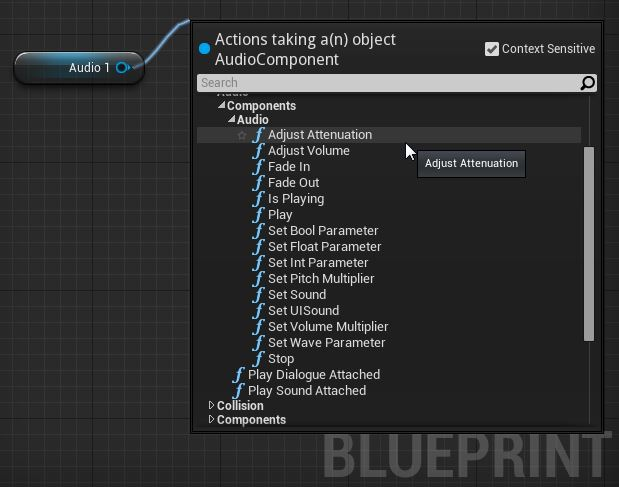 Audio 1
Actions taking a(n) object
AudioComponent
Context Sensitive
Search
Components
Audio
Adjust Attenuation
Adjust Attenuation
Adjust Volume
Fade In
Fade Out
Is Playing
Play
Set Bool Parameter
Set Float Parameter
Set Int Parameter
Set Pitch Multiplier
Set Sound
Set UISound
Set Volume Multiplier
Set Wave Parameter
Stop
Play Dialogue Attached
Play Sound Attached
Collision
Components
BLUEPRINT